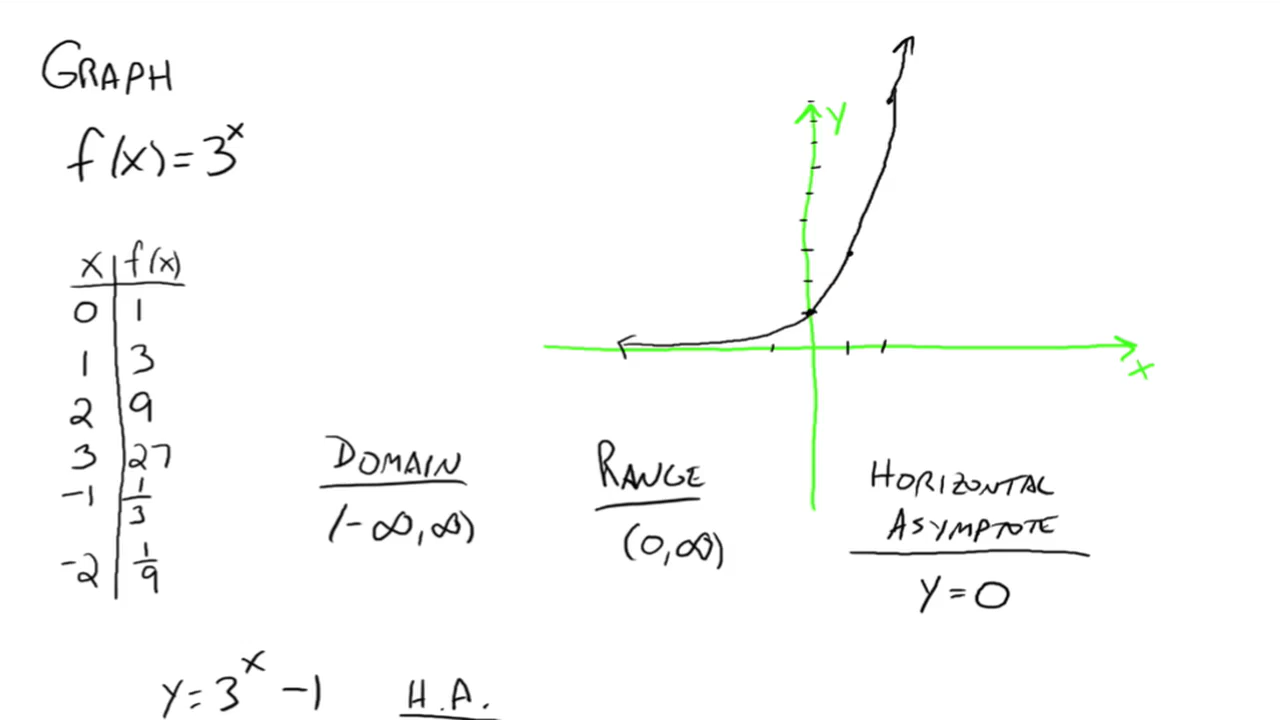 GRAPH
f(x)=3^x
x | f(x)
0 | 1
1 | 3
2 | 9
3 | 27
-1 | 1/3
-2 | 1/9
Y
x
DOMAIN
(-∞,∞)
RANGE
(0,∞)
HORIZONTAL
ASYMPTOTE
Y=0
y=3^x -1
H.A.